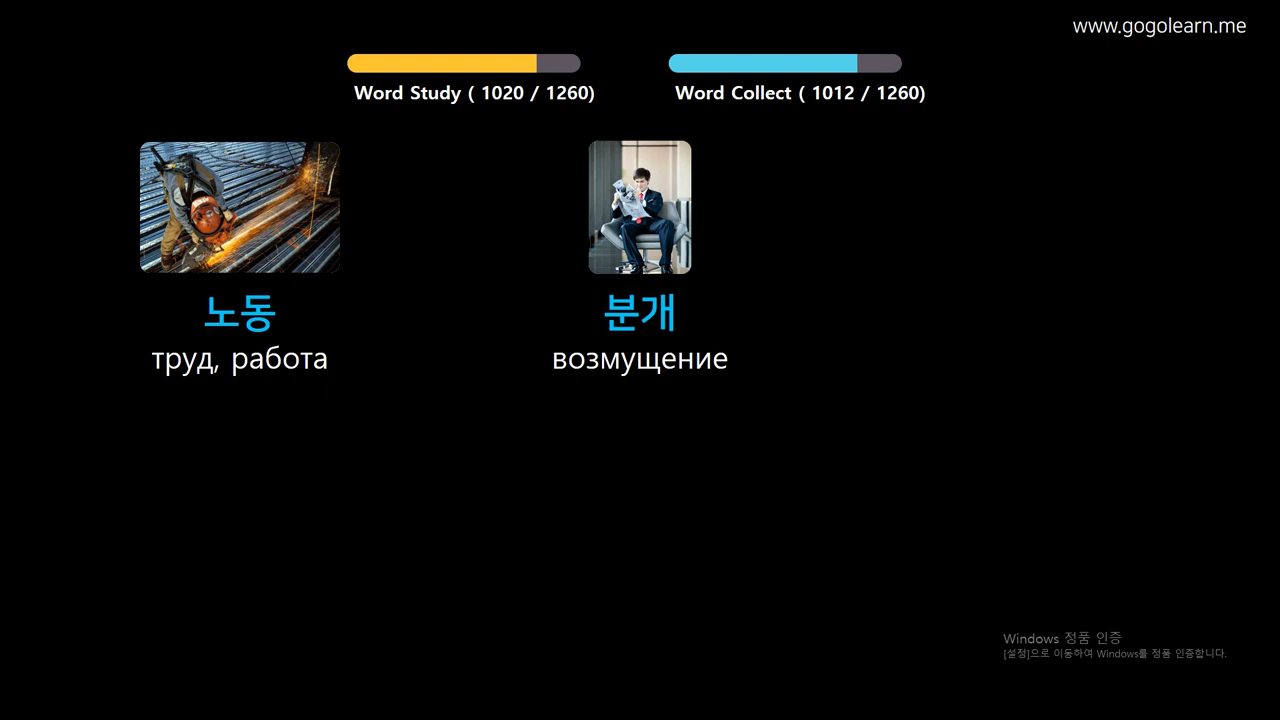 www.gogolearn.me
Word Study ( 1020 / 1260)
Word Collect ( 1012 / 1260)
노동
труд, работа
분개
возмущение
Windows 정품 인증
[설정]으로 이동하여 Windows를 정품 인증합니다.